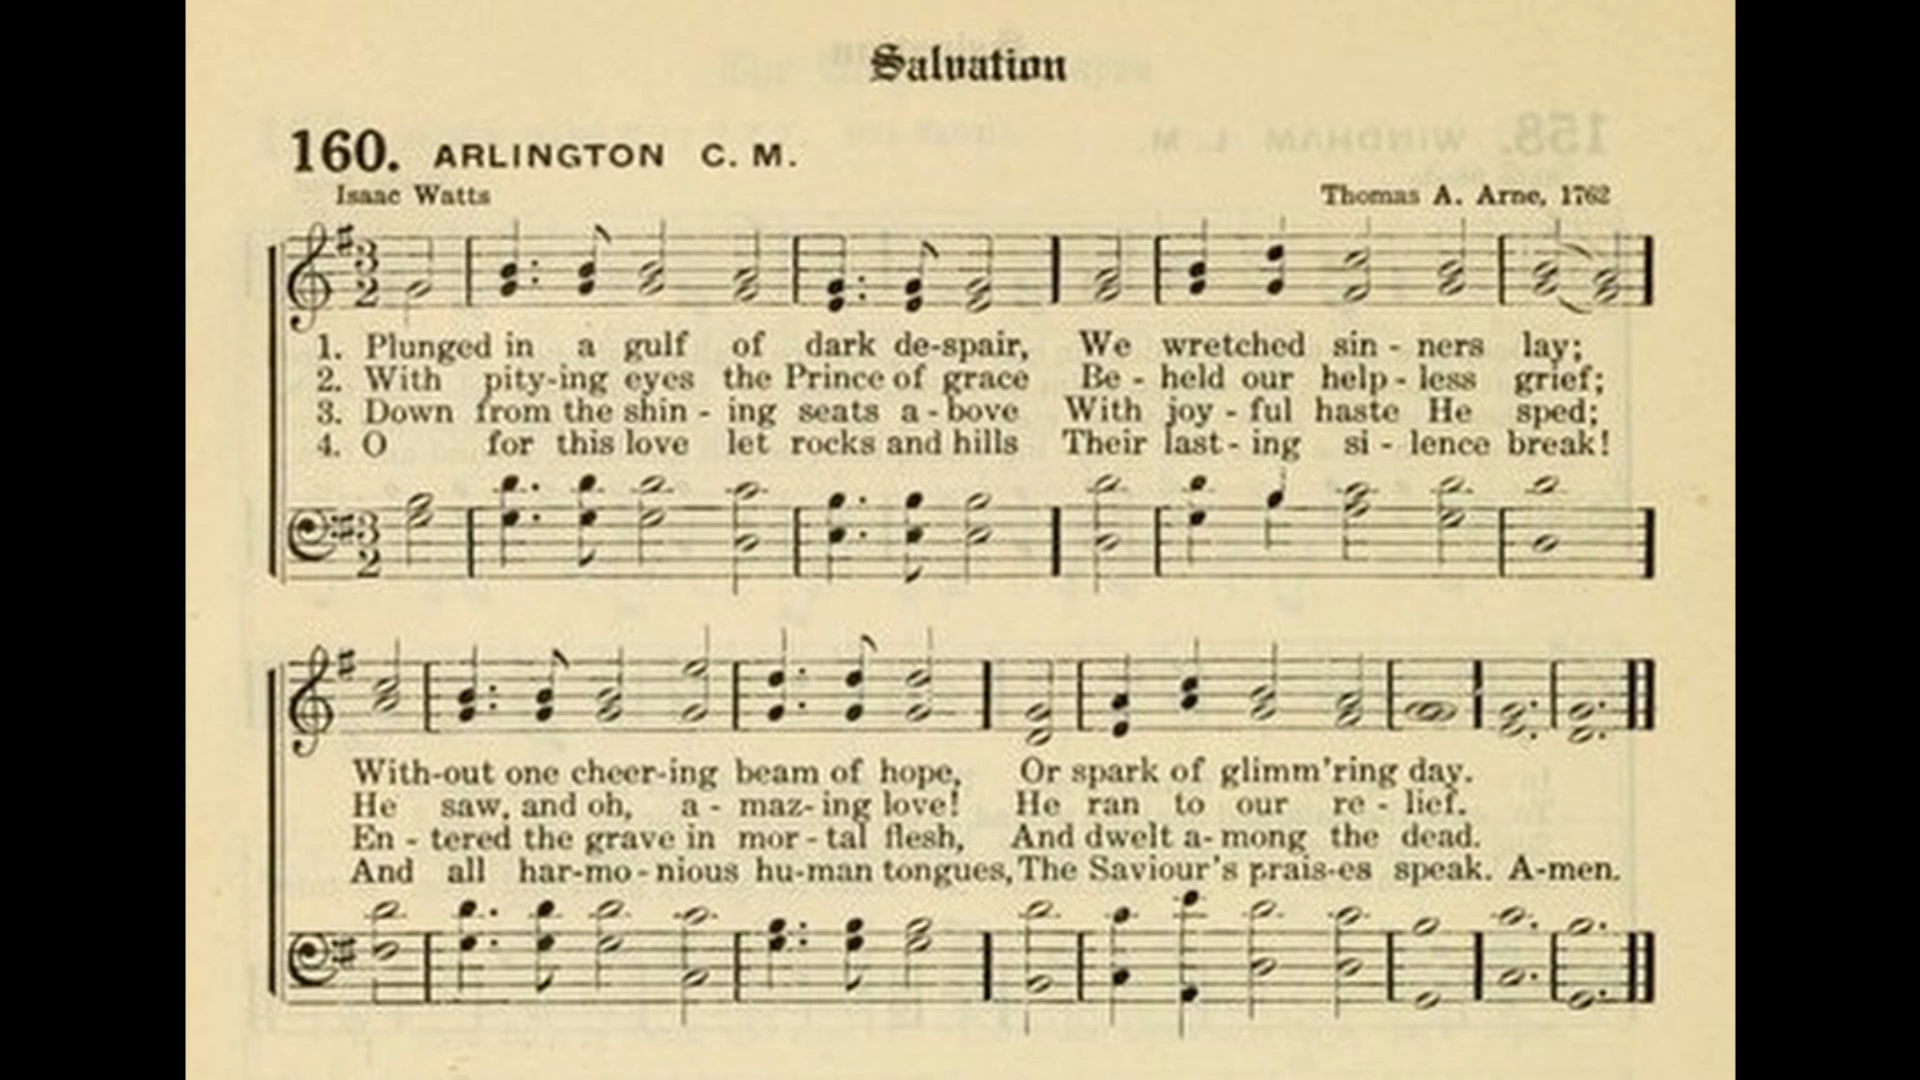 Salvation
160. ARLINGTON C. M.
Isaac Watts Thomas A. Arne, 1762
1. Plunged in a gulf of dark de-spair, We wretched sin - ners lay;
2. With pity-ing eyes the Prince of grace Be - held our help - less grief;
3. Down from the shin - ing seats a - bove With joy - ful haste He sped;
4. O for this love let rocks and hills Their last - ing si - lence break!
With-out one cheer-ing beam of hope, Or spark of glimm'ring day.
He saw, and oh, a - maz - ing love! He ran to our re - lief.
En - tered the grave in mor - tal flesh, And dwelt a-mong the dead.
And all har-mo-nious hu-man tongues, The Saviour's prais-es speak. A-men.